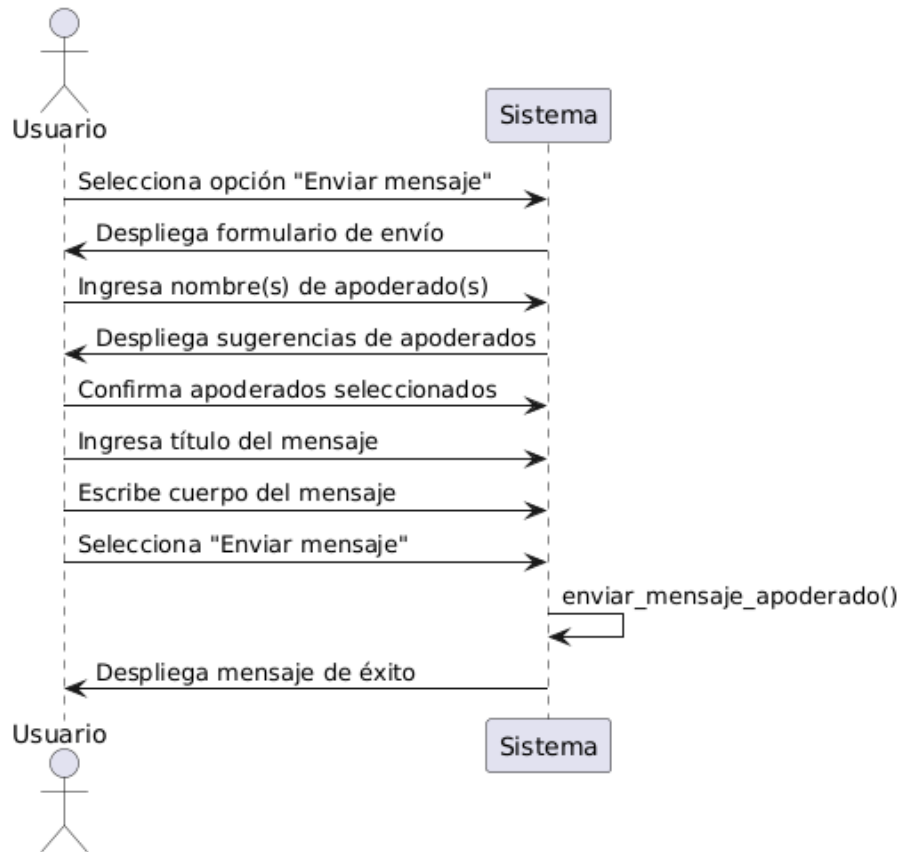 Usuario
Sistema
Selecciona opción "Enviar mensaje"
Despliega formulario de envío
Ingresa nombre(s) de apoderado(s)
Despliega sugerencias de apoderados
Confirma apoderados seleccionados
Ingresa título del mensaje
Escribe cuerpo del mensaje
Selecciona "Enviar mensaje"
enviar_mensaje_apoderado()
Despliega mensaje de éxito
Usuario
Sistema